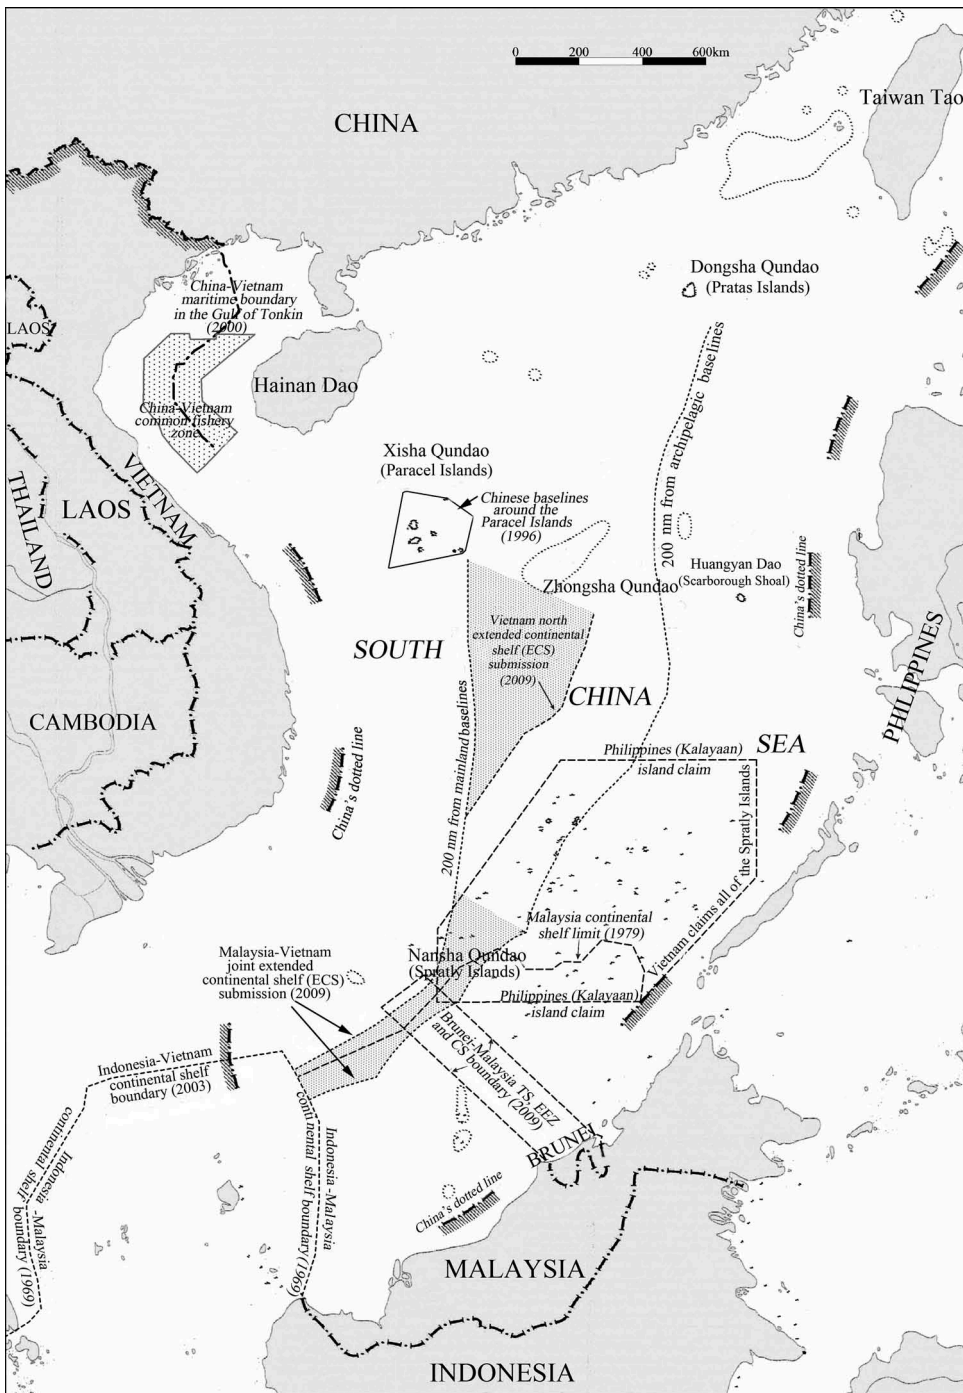 0 200 400 600km
CHINA
Taiwan Tao
Dongsha Qundao
(Pratas Islands)
China-Vietnam
maritime boundary
in the Gulf of Tonkin
(2000)
LAOS
Hainan Dao
China-Vietnam
common fishery
zone
200 nm from archipelagic baselines
Xisha Qundao
(Paracel Islands)
Chinese baselines
around the
Paracel Islands
(1996)
THAILAND
LAOS
VIETNAM
Huangyan Dao
(Scarborough Shoal)
Zhongsha Qundao
China's dotted line
Vietnam north
extended continental
shelf (ECS)
submission
(2009)
SOUTH
CHINA
SEA
PHILIPPINES
CAMBODIA
China's dotted line
200 nm from mainland baselines
Philippines (Kalayaan)
island claim
Vietnam claims all of the Spratly Islands
Malaysia continental
shelf limit (1979)
Malaysia-Vietnam
joint extended
continental shelf (ECS)
submission (2009)
Nansha Qundao
(Spratly Islands)
Philippines (Kalayaan)
island claim
Indonesia-Vietnam
continental shelf
boundary (2003)
Brunei-Malaysia TS, EEZ
and CS boundary (2009)
BRUNEI
Indonesia -Malaysia
continental shelf boundary (1969)
Indonesia -Malaysia
continental shelf boundary (1969)
China's dotted line
MALAYSIA
INDONESIA